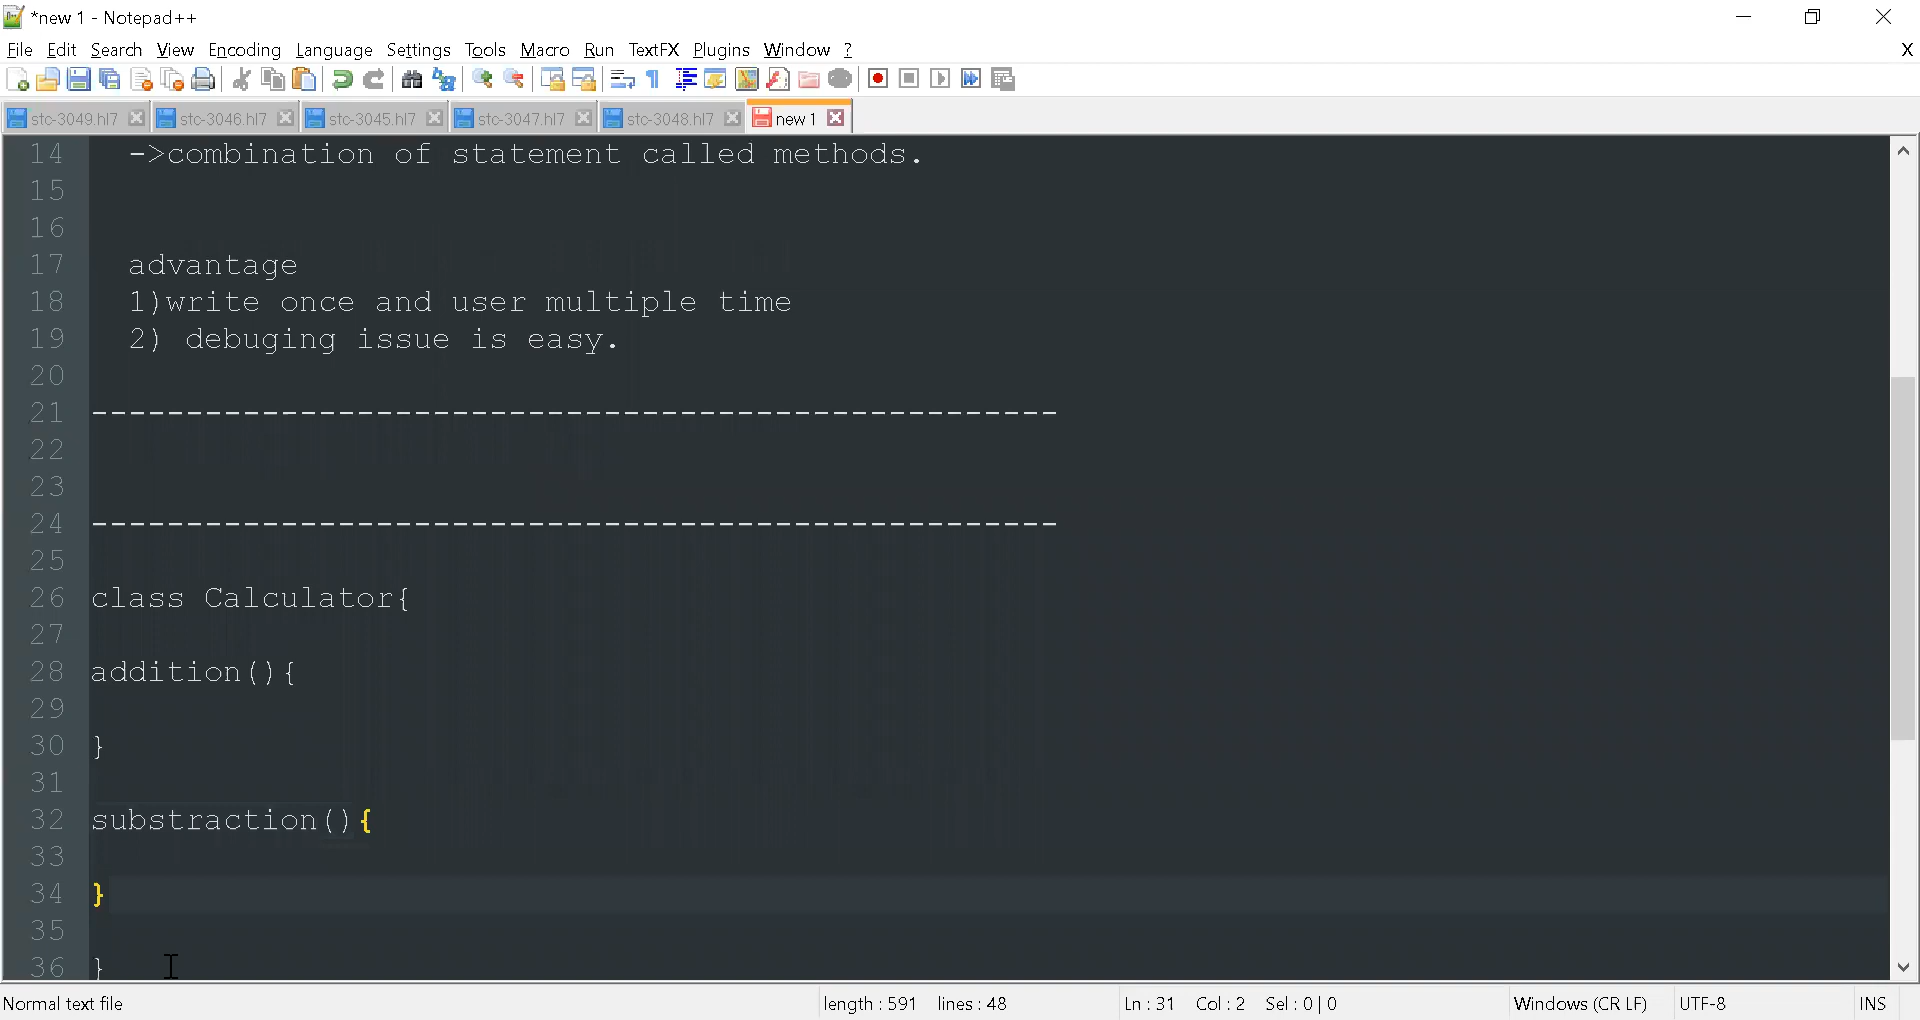 *new 1 - Notepad++
File Edit Search View Encoding Language Settings Tools Macro Run TextFX Plugins Window ? X
stc-3049.hl7 stc-3046.hl7 stc-3045.hl7 stc-3047.hl7 stc-3048.hl7 new 1
14 ->combination of statement called methods.
15
16
17 advantage
18 1)write once and user multiple time
19 2) debuging issue is easy.
20
21 ---------------------------------------------------
22
23
24 ---------------------------------------------------
25
26 class Calculator{
27
28 addition(){
29
30 }
31
32 substraction(){
33
34 }
35
36 }
Normal text file length : 591 lines : 48 Ln : 31 Col : 2 Sel : 0 | 0 Windows (CR LF) UTF-8 INS